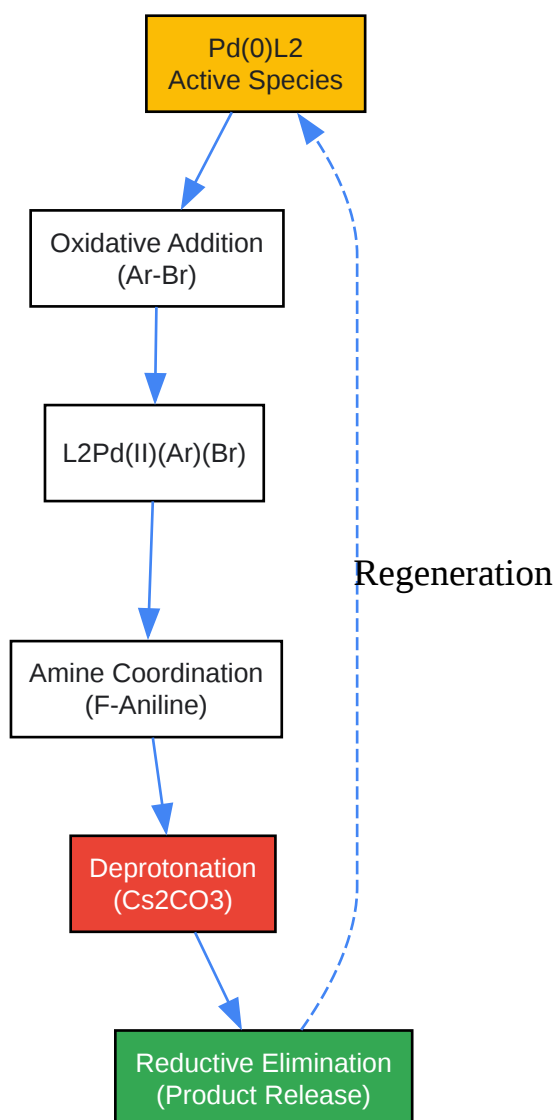 Pd(0)L2
Active Species
Oxidative Addition
(Ar-Br)
L2Pd(II)(Ar)(Br)
Regeneration
Amine Coordination
(F-Aniline)
Deprotonation
(Cs2CO3)
Reductive Elimination
(Product Release)